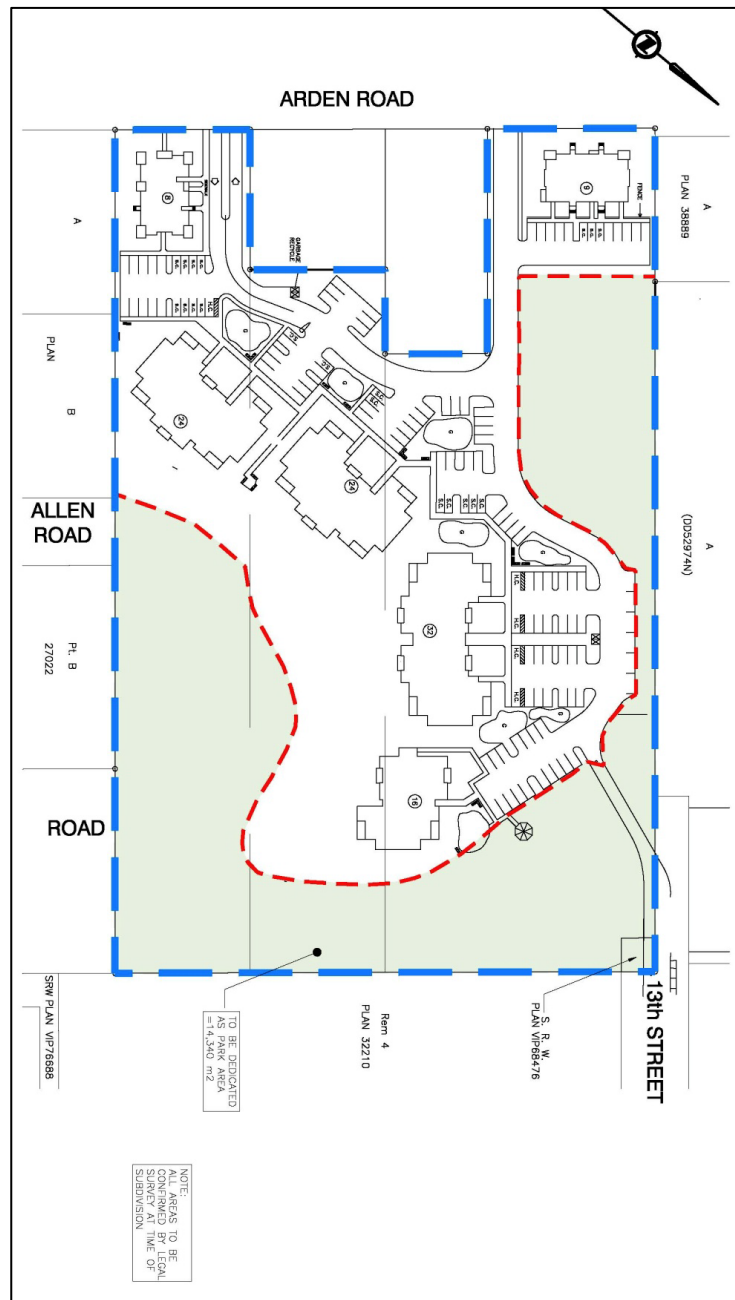 ARDEN ROAD
A
PLAN 38889
FENCE
9
8
A
GARBAGE
RECYCLE
S.C.
S.C.
S.C.
S.C.
S.C.
S.C.
S.C.
S.C.
S.C.
S.C.
S.C.
S.C.
H.C.
G
S.C.
S.C.
G
S.C.
S.C.
G
PLAN
B
24
24
S.C.
S.C.
S.C.
S.C.
S.C.
G
A
(DD52974N)
ALLEN
ROAD
H.C.
H.C.
H.C.
H.C.
32
Pt. B
27022
G
G
16
ROAD
13th STREET
S. R. W.
PLAN VIP68476
Rem 4
PLAN 32210
TO BE DEDICATED
AS PARK AREA
=14,340 m2
SRW PLAN VIP76688
NOTE:
ALL AREAS TO BE
CONFIRMED BY LEGAL
SURVEY AT TIME OF
SUBDIVISION